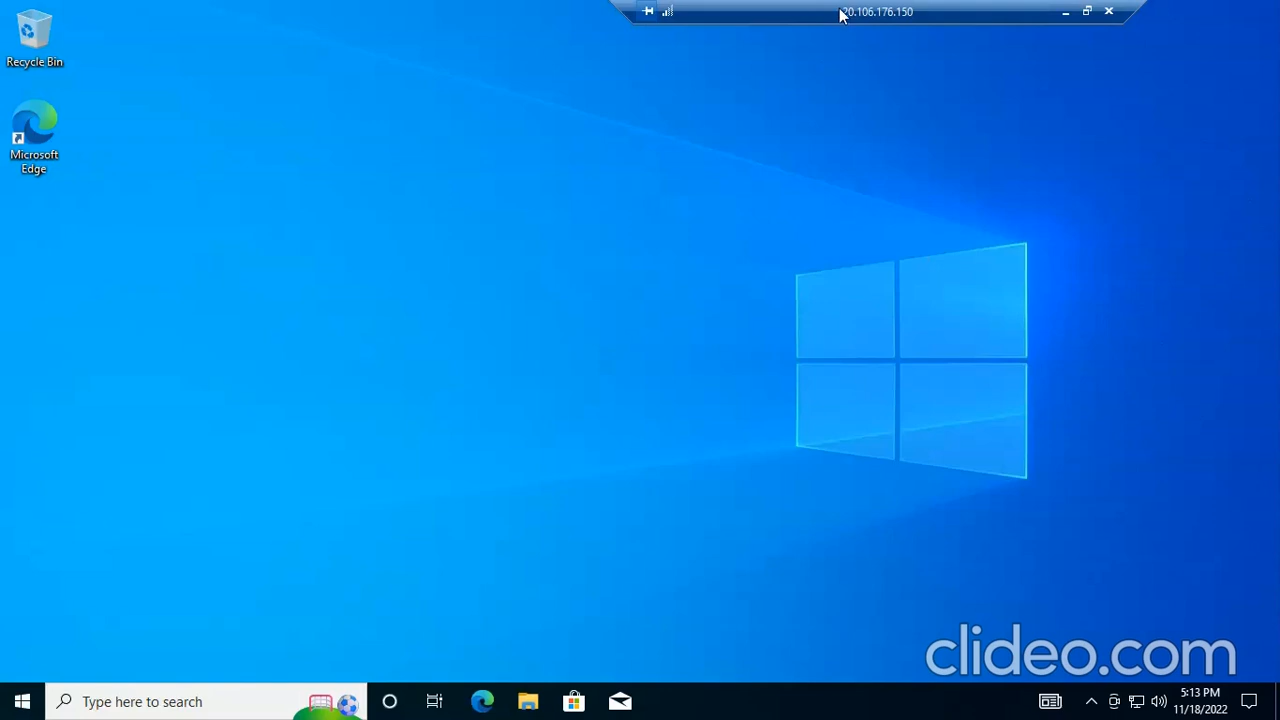 20.106.176.150
Recycle Bin
Microsoft
Edge
clideo.com
Type here to search
5:13 PM
11/18/2022